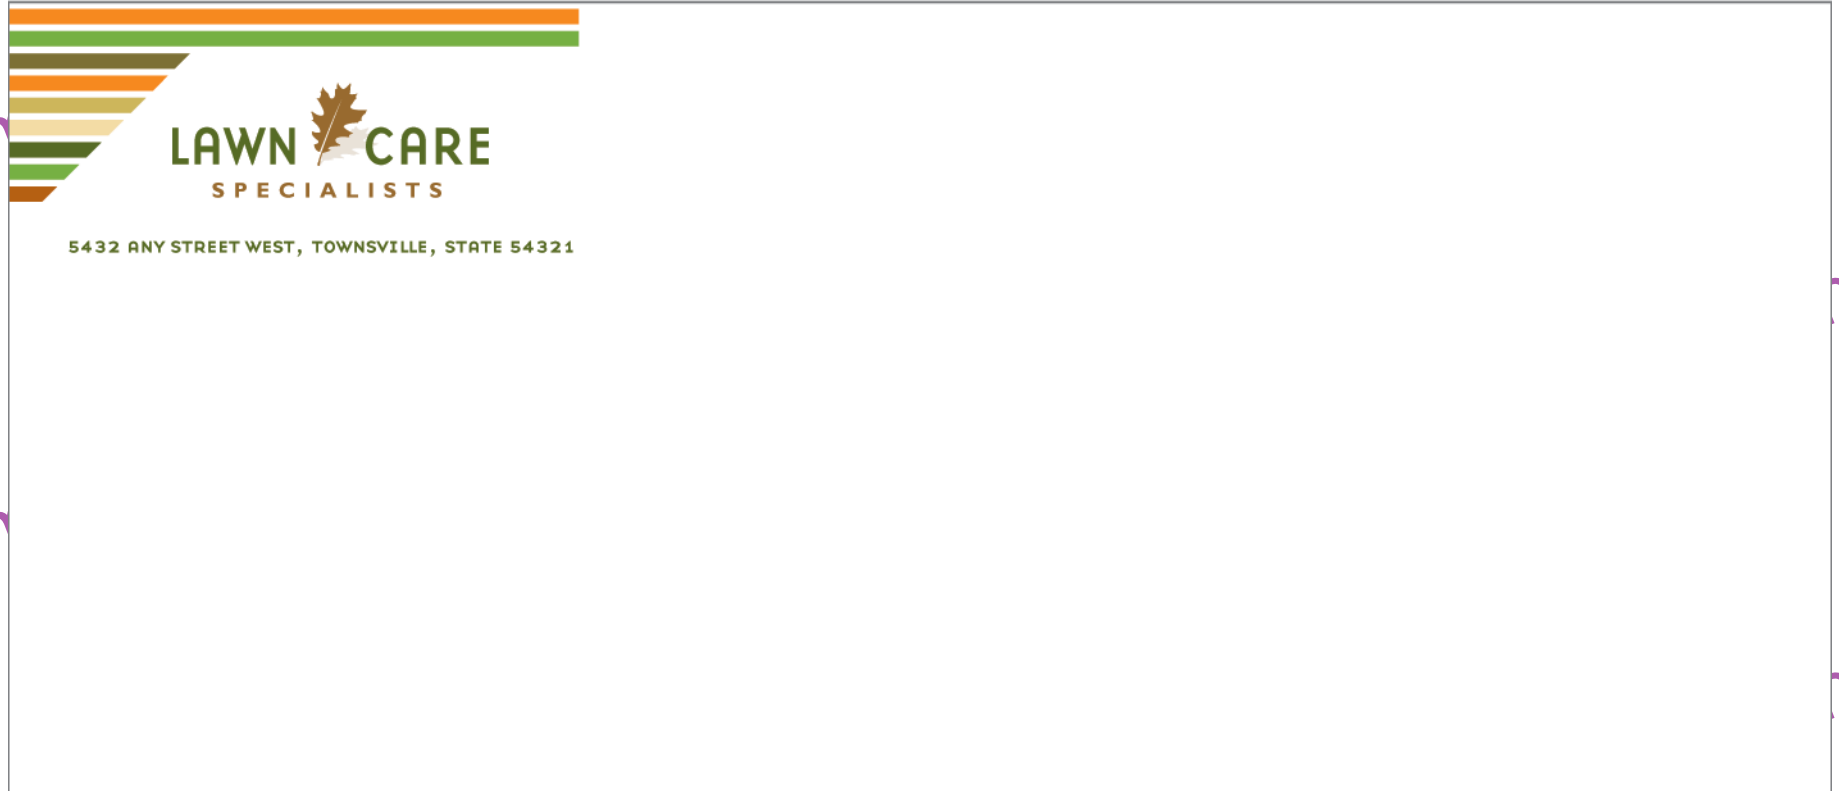 LAWN CARE
SPECIALISTS
5432 ANY STREET WEST, TOWNSVILLE, STATE 54321